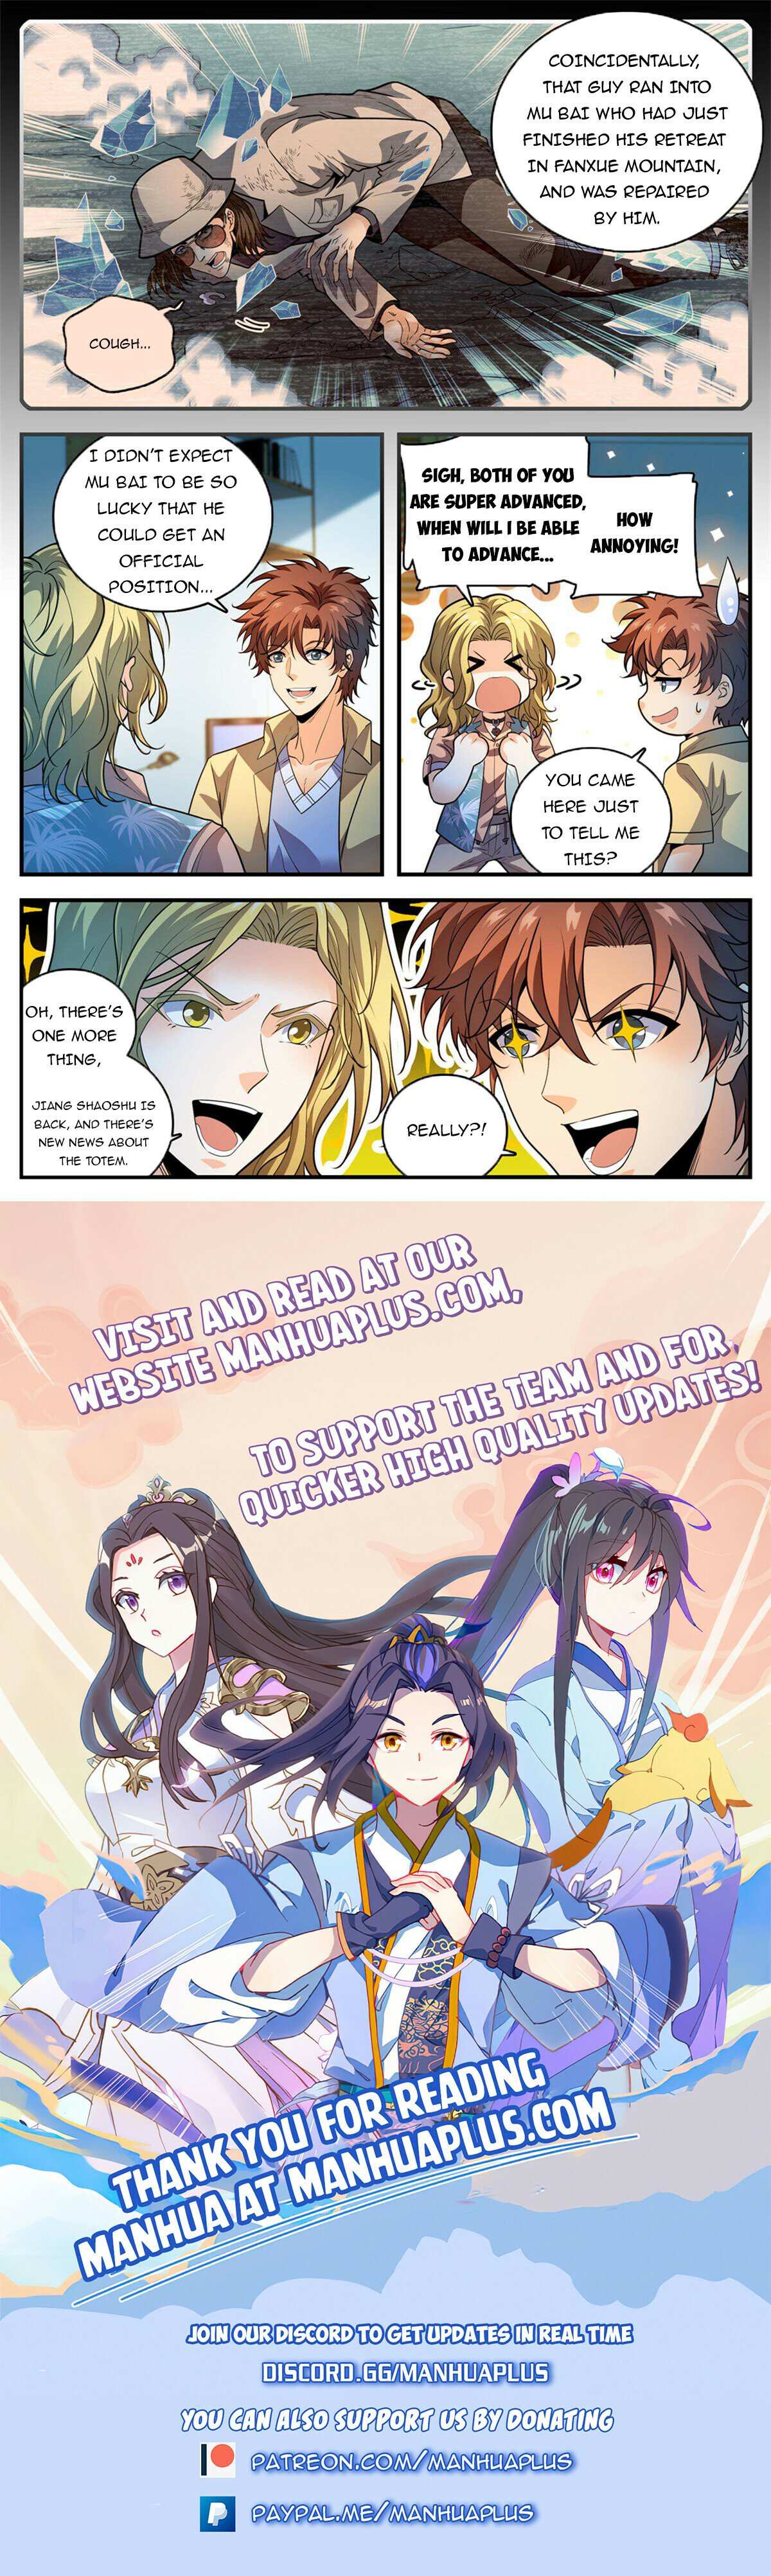 COINCIDENTALLY,
THAT GUY RAN INTO
MU BAI WHO HAD JUST
FINISHED HIS RETREAT
IN FANXUE MOUNTAIN,
AND WAS REPAIRED
BY HIM.
COUGH...
I DIDN'T EXPECT
MU BAI TO BE SO
LUCKY THAT HE
COULD GET AN
OFFICIAL
POSITION...
SIGH, BOTH OF YOU
ARE SUPER ADVANCED,
WHEN WILL I BE ABLE
TO ADVANCE...
HOW
ANNOYING!
YOU CAME
HERE JUST
TO TELL ME
THIS?
OH, THERE'S
ONE MORE
THING,
JIANG SHAOSHU IS
BACK, AND THERE'S
NEW NEWS ABOUT
THE TOTEM.
REALLY?!
VISIT AND READ AT OUR
WEBSITE MANHUAPLUS.COM,
TO SUPPORT THE TEAM AND FOR
QUICKER HIGH QUALITY UPDATES!
THANK YOU FOR READING
MANHUA AT MANHUAPLUS.COM
JOIN OUR DISCORD TO GET UPDATES IN REAL TIME
DISCORD.GG/MANHUAPLUS
YOU CAN ALSO SUPPORT US BY DONATING
PATREON.COM/MANHUAPLUS
PAYPAL.ME/MANHUAPLUS